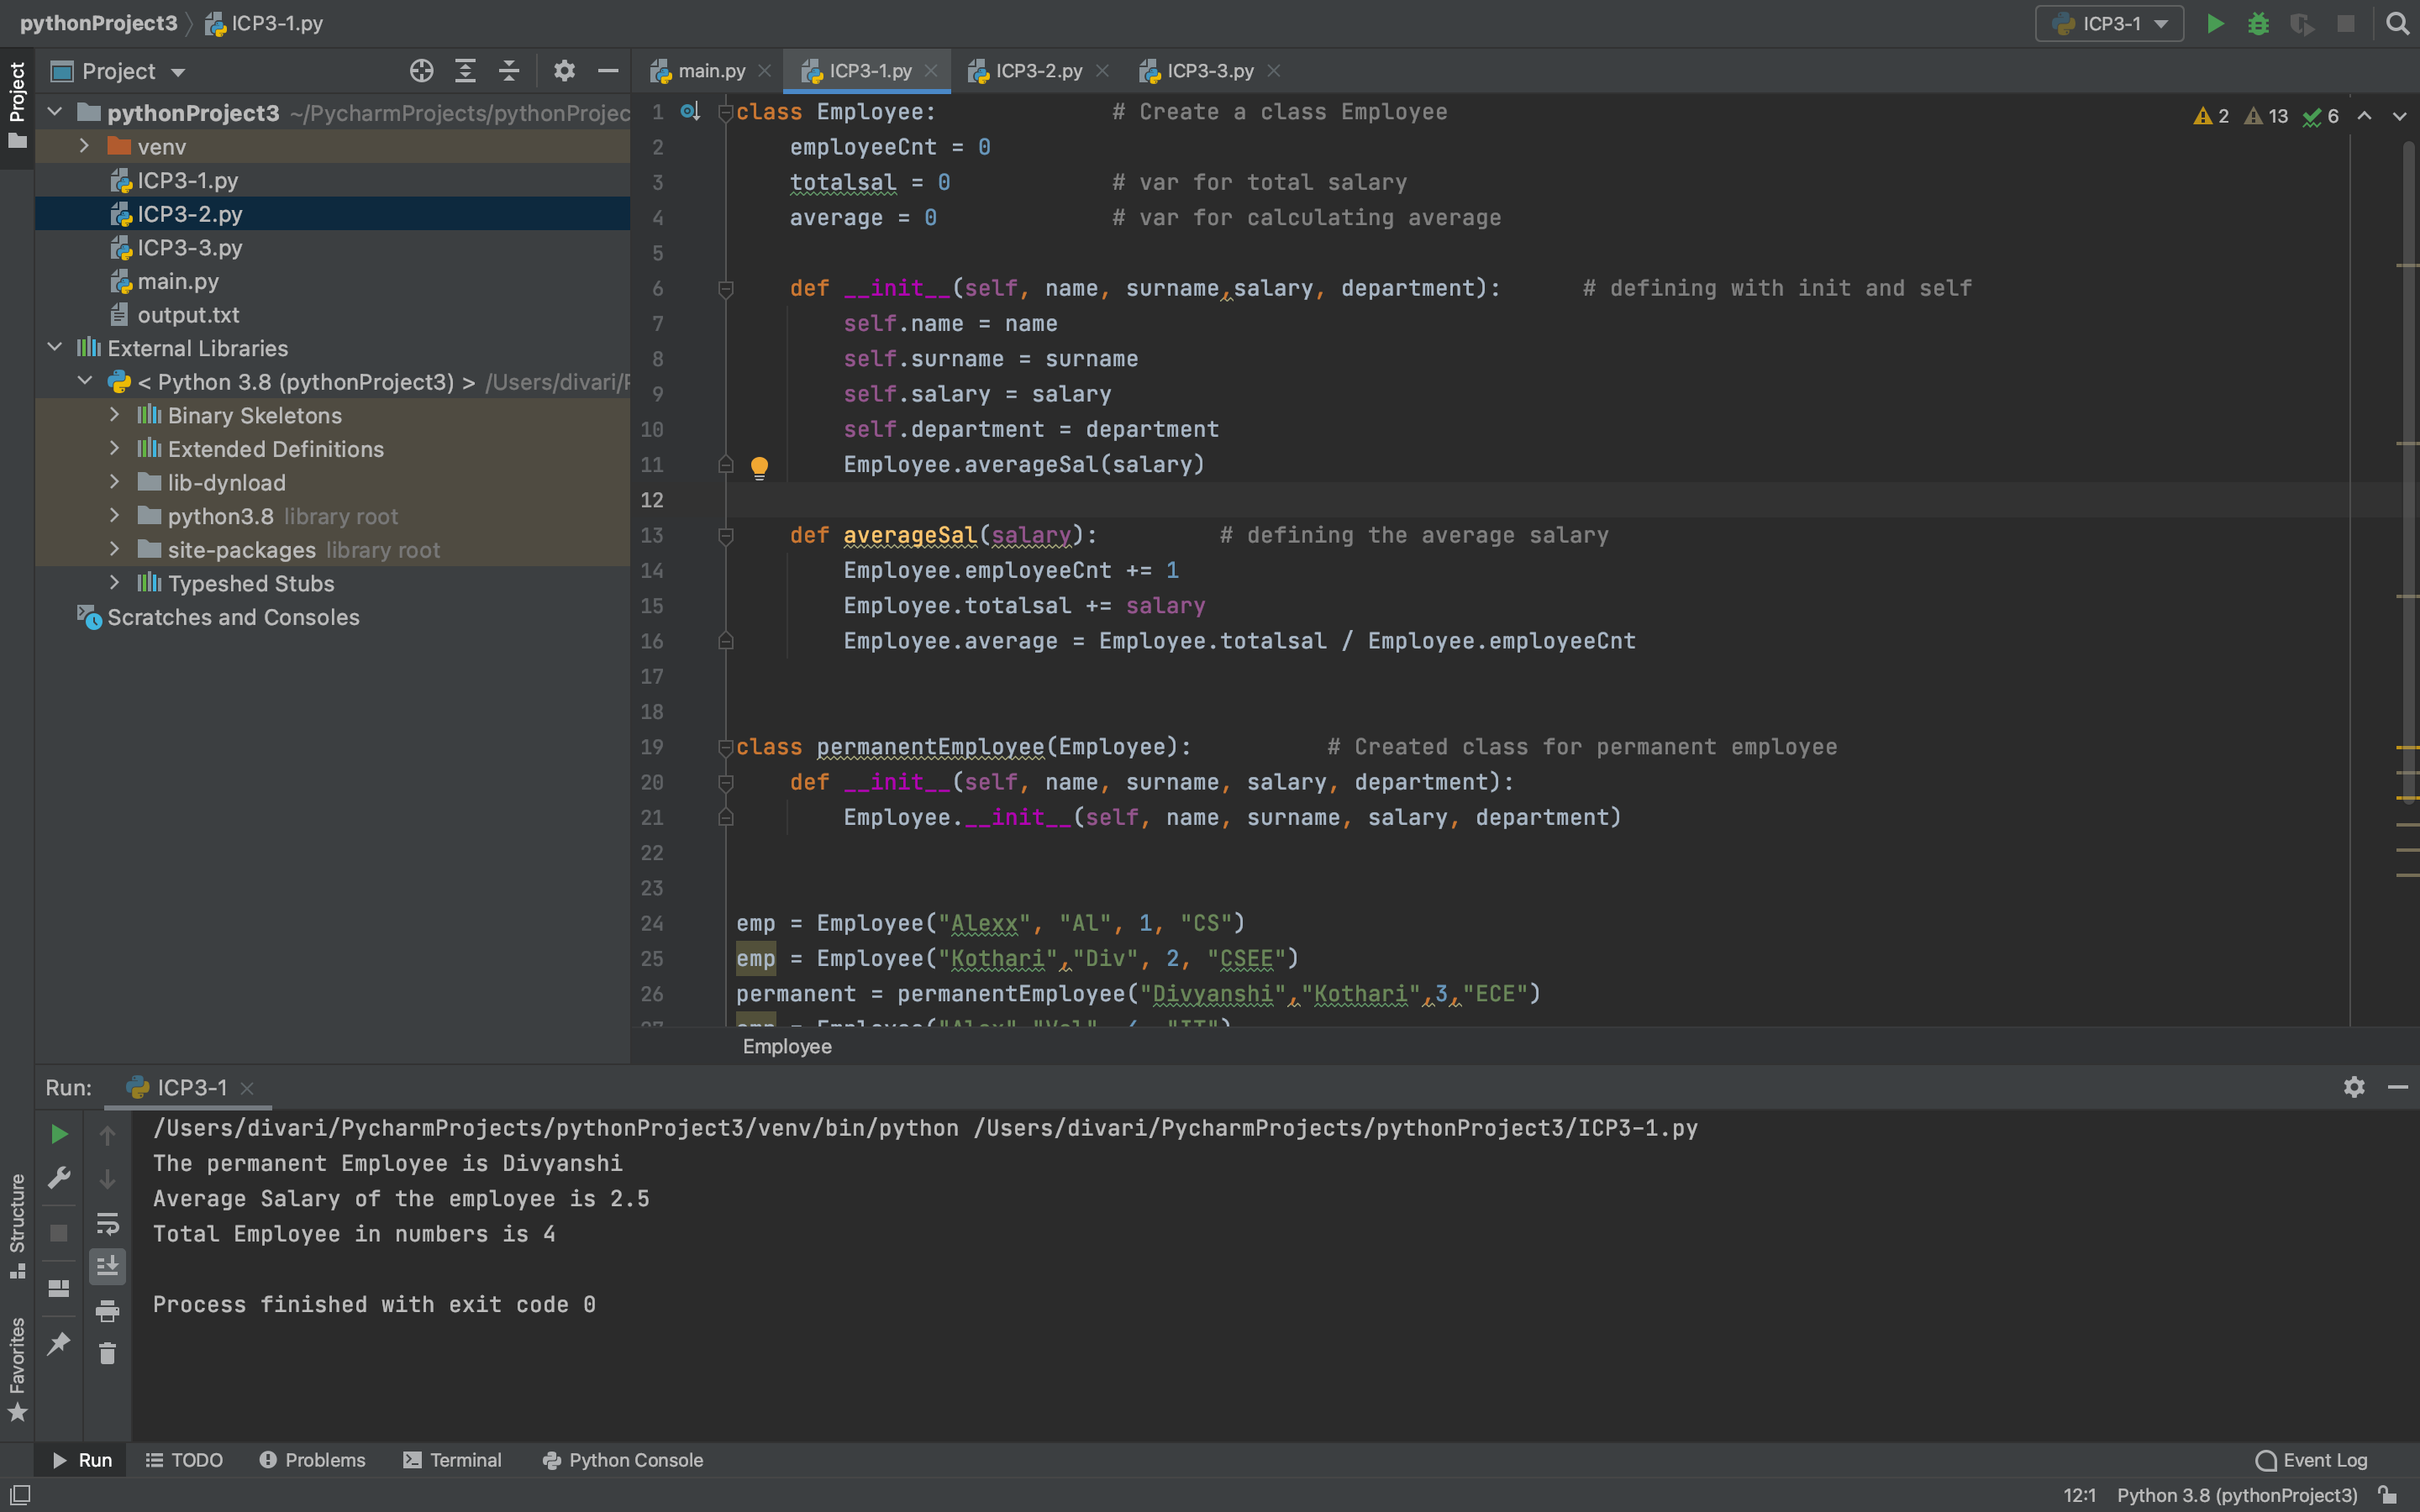 pythonProject3 ICP3-1.py
ICP3-1
Project
Project
main.py
ICP3-1.py
ICP3-2.py
ICP3-3.py
pythonProject3 ~/PycharmProjects/pythonProjec
venv
ICP3-1.py
ICP3-2.py
ICP3-3.py
main.py
output.txt
External Libraries
< Python 3.8 (pythonProject3) > /Users/divari/
Binary Skeletons
Extended Definitions
lib-dynload
python3.8 library root
site-packages library root
Typeshed Stubs
Scratches and Consoles
2 13 6
1 class Employee: # Create a class Employee
2 employeeCnt = 0
3 totalsal = 0 # var for total salary
4 average = 0 # var for calculating average
5
6 def __init__(self, name, surname,salary, department): # defining with init and self
7 self.name = name
8 self.surname = surname
9 self.salary = salary
10 self.department = department
11 Employee.averageSal(salary)
12
13 def averageSal(salary): # defining the average salary
14 Employee.employeeCnt += 1
15 Employee.totalsal += salary
16 Employee.average = Employee.totalsal / Employee.employeeCnt
17
18
19 class permanentEmployee(Employee): # Created class for permanent employee
20 def __init__(self, name, surname, salary, department):
21 Employee.__init__(self, name, surname, salary, department)
22
23
24 emp = Employee("Alexx", "Al", 1, "CS")
25 emp = Employee("Kothari","Div", 2, "CSEE")
26 permanent = permanentEmployee("Divyanshi","Kothari",3,"ECE")
27 emp = Employee("Alex","Vel", 4, "IT")
Employee
Run: ICP3-1
/Users/divari/PycharmProjects/pythonProject3/venv/bin/python /Users/divari/PycharmProjects/pythonProject3/ICP3-1.py
The permanent Employee is Divyanshi
Average Salary of the employee is 2.5
Total Employee in numbers is 4
Process finished with exit code 0
Structure
Favorites
Run
TODO
Problems
Terminal
Python Console
Event Log
12:1 Python 3.8 (pythonProject3)